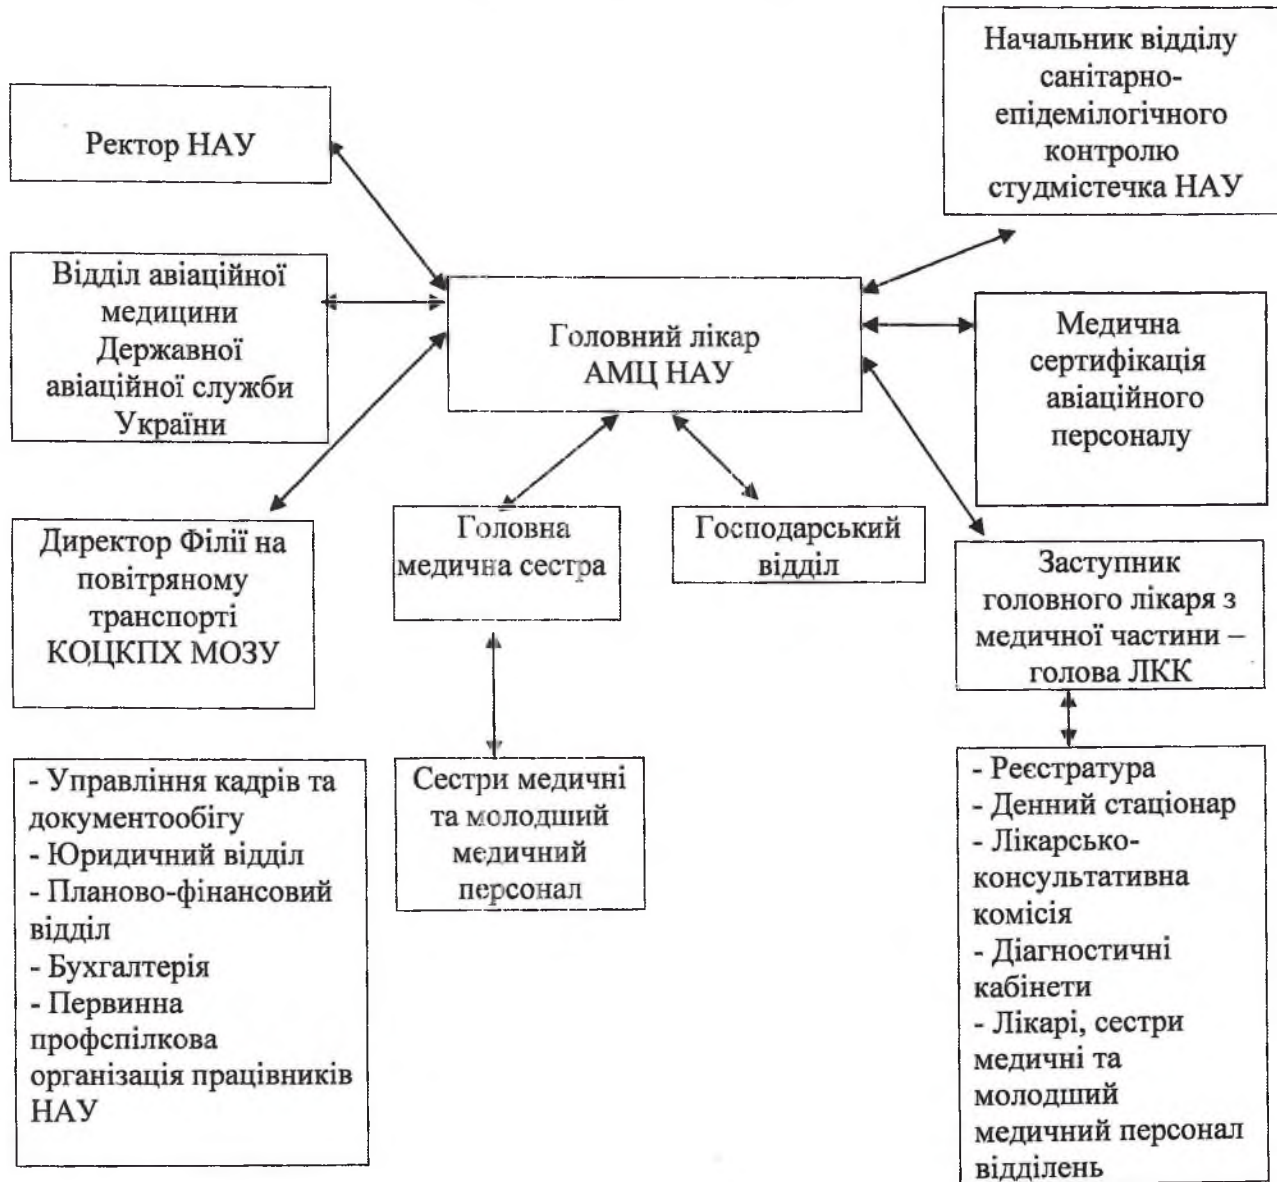 Начальник відділу
санітарно-
епідемілогічного
контролю
студмістечка НАУ
Ректор НАУ
Відділ авіаційної
медицини
Державної
авіаційної служби
України
Головний лікар
АМЦ НАУ
Медична
сертифікація
авіаційного
персоналу
Директор Філії на
повітряному
транспорті
КОЦКПХ МОЗУ
Головна
медична сестра
Господарський
відділ
Заступник
головного лікаря з
медичної частини –
голова ЛКК
- Управління кадрів та
документообігу
- Юридичний відділ
- Планово-фінансовий
відділ
- Бухгалтерія
- Первинна
профспілкова
організація працівників
НАУ
Сестри медичні
та молодший
медичний
персонал
- Реєстратура
- Денний стаціонар
- Лікарсько-
консультативна
комісія
- Діагностичні
кабінети
- Лікарі, сестри
медичні та
молодший
медичний персонал
відділень